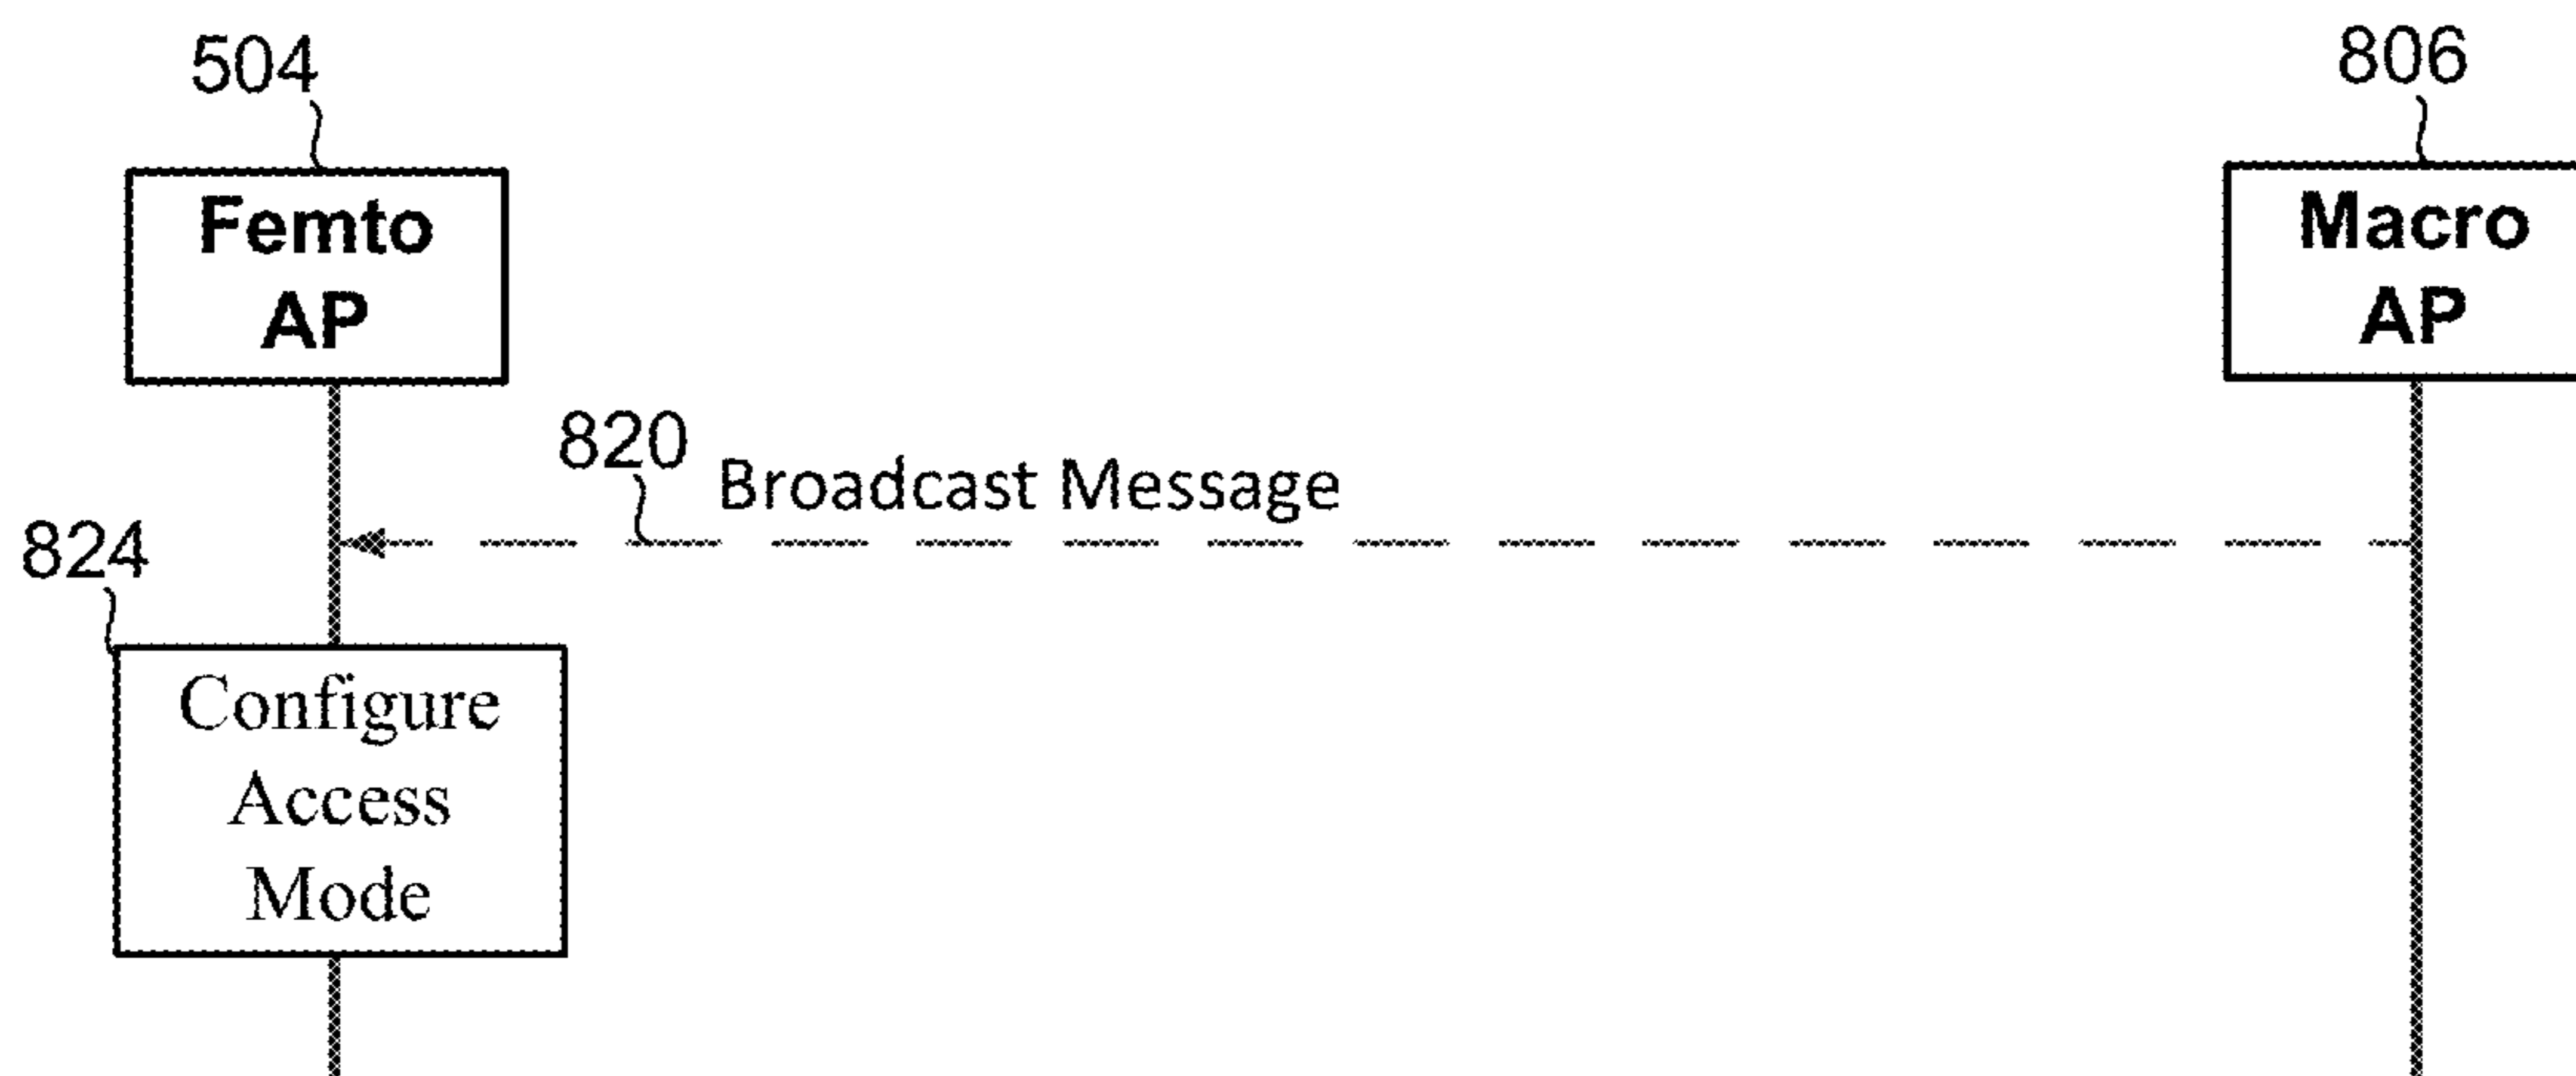 504
806
Femto
AP
Macro
AP
820
Broadcast Message
824
Configure
Access
Mode